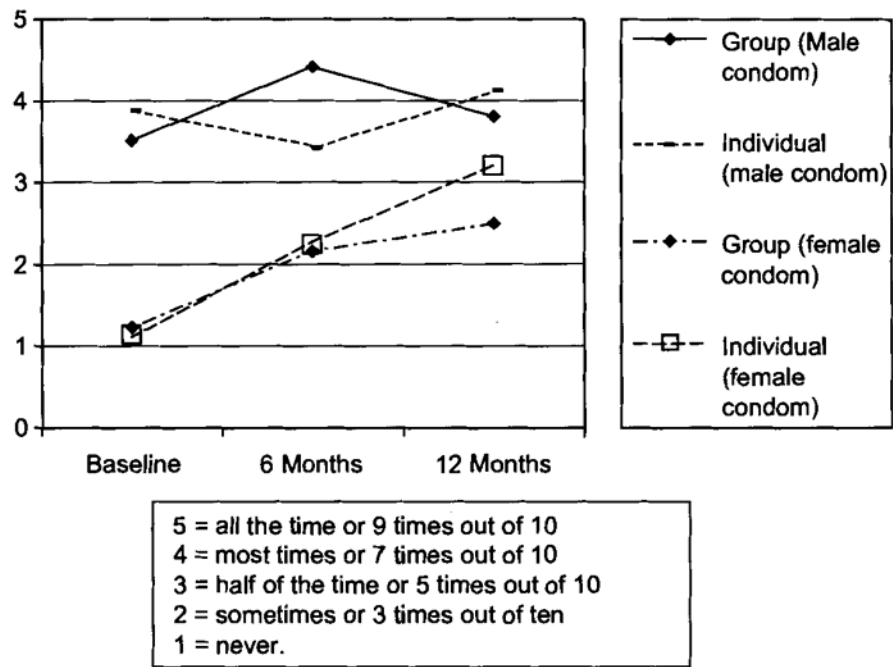 5
4
3
2
1
0
Baseline
6 Months
12 Months
Group (Male
condom)
Individual
(male condom)
Group (female
condom)
Individual
(female
condom)
5 = all the time or 9 times out of 10
4 = most times or 7 times out of 10
3 = half of the time or 5 times out of 10
2 = sometimes or 3 times out of ten
1 = never.